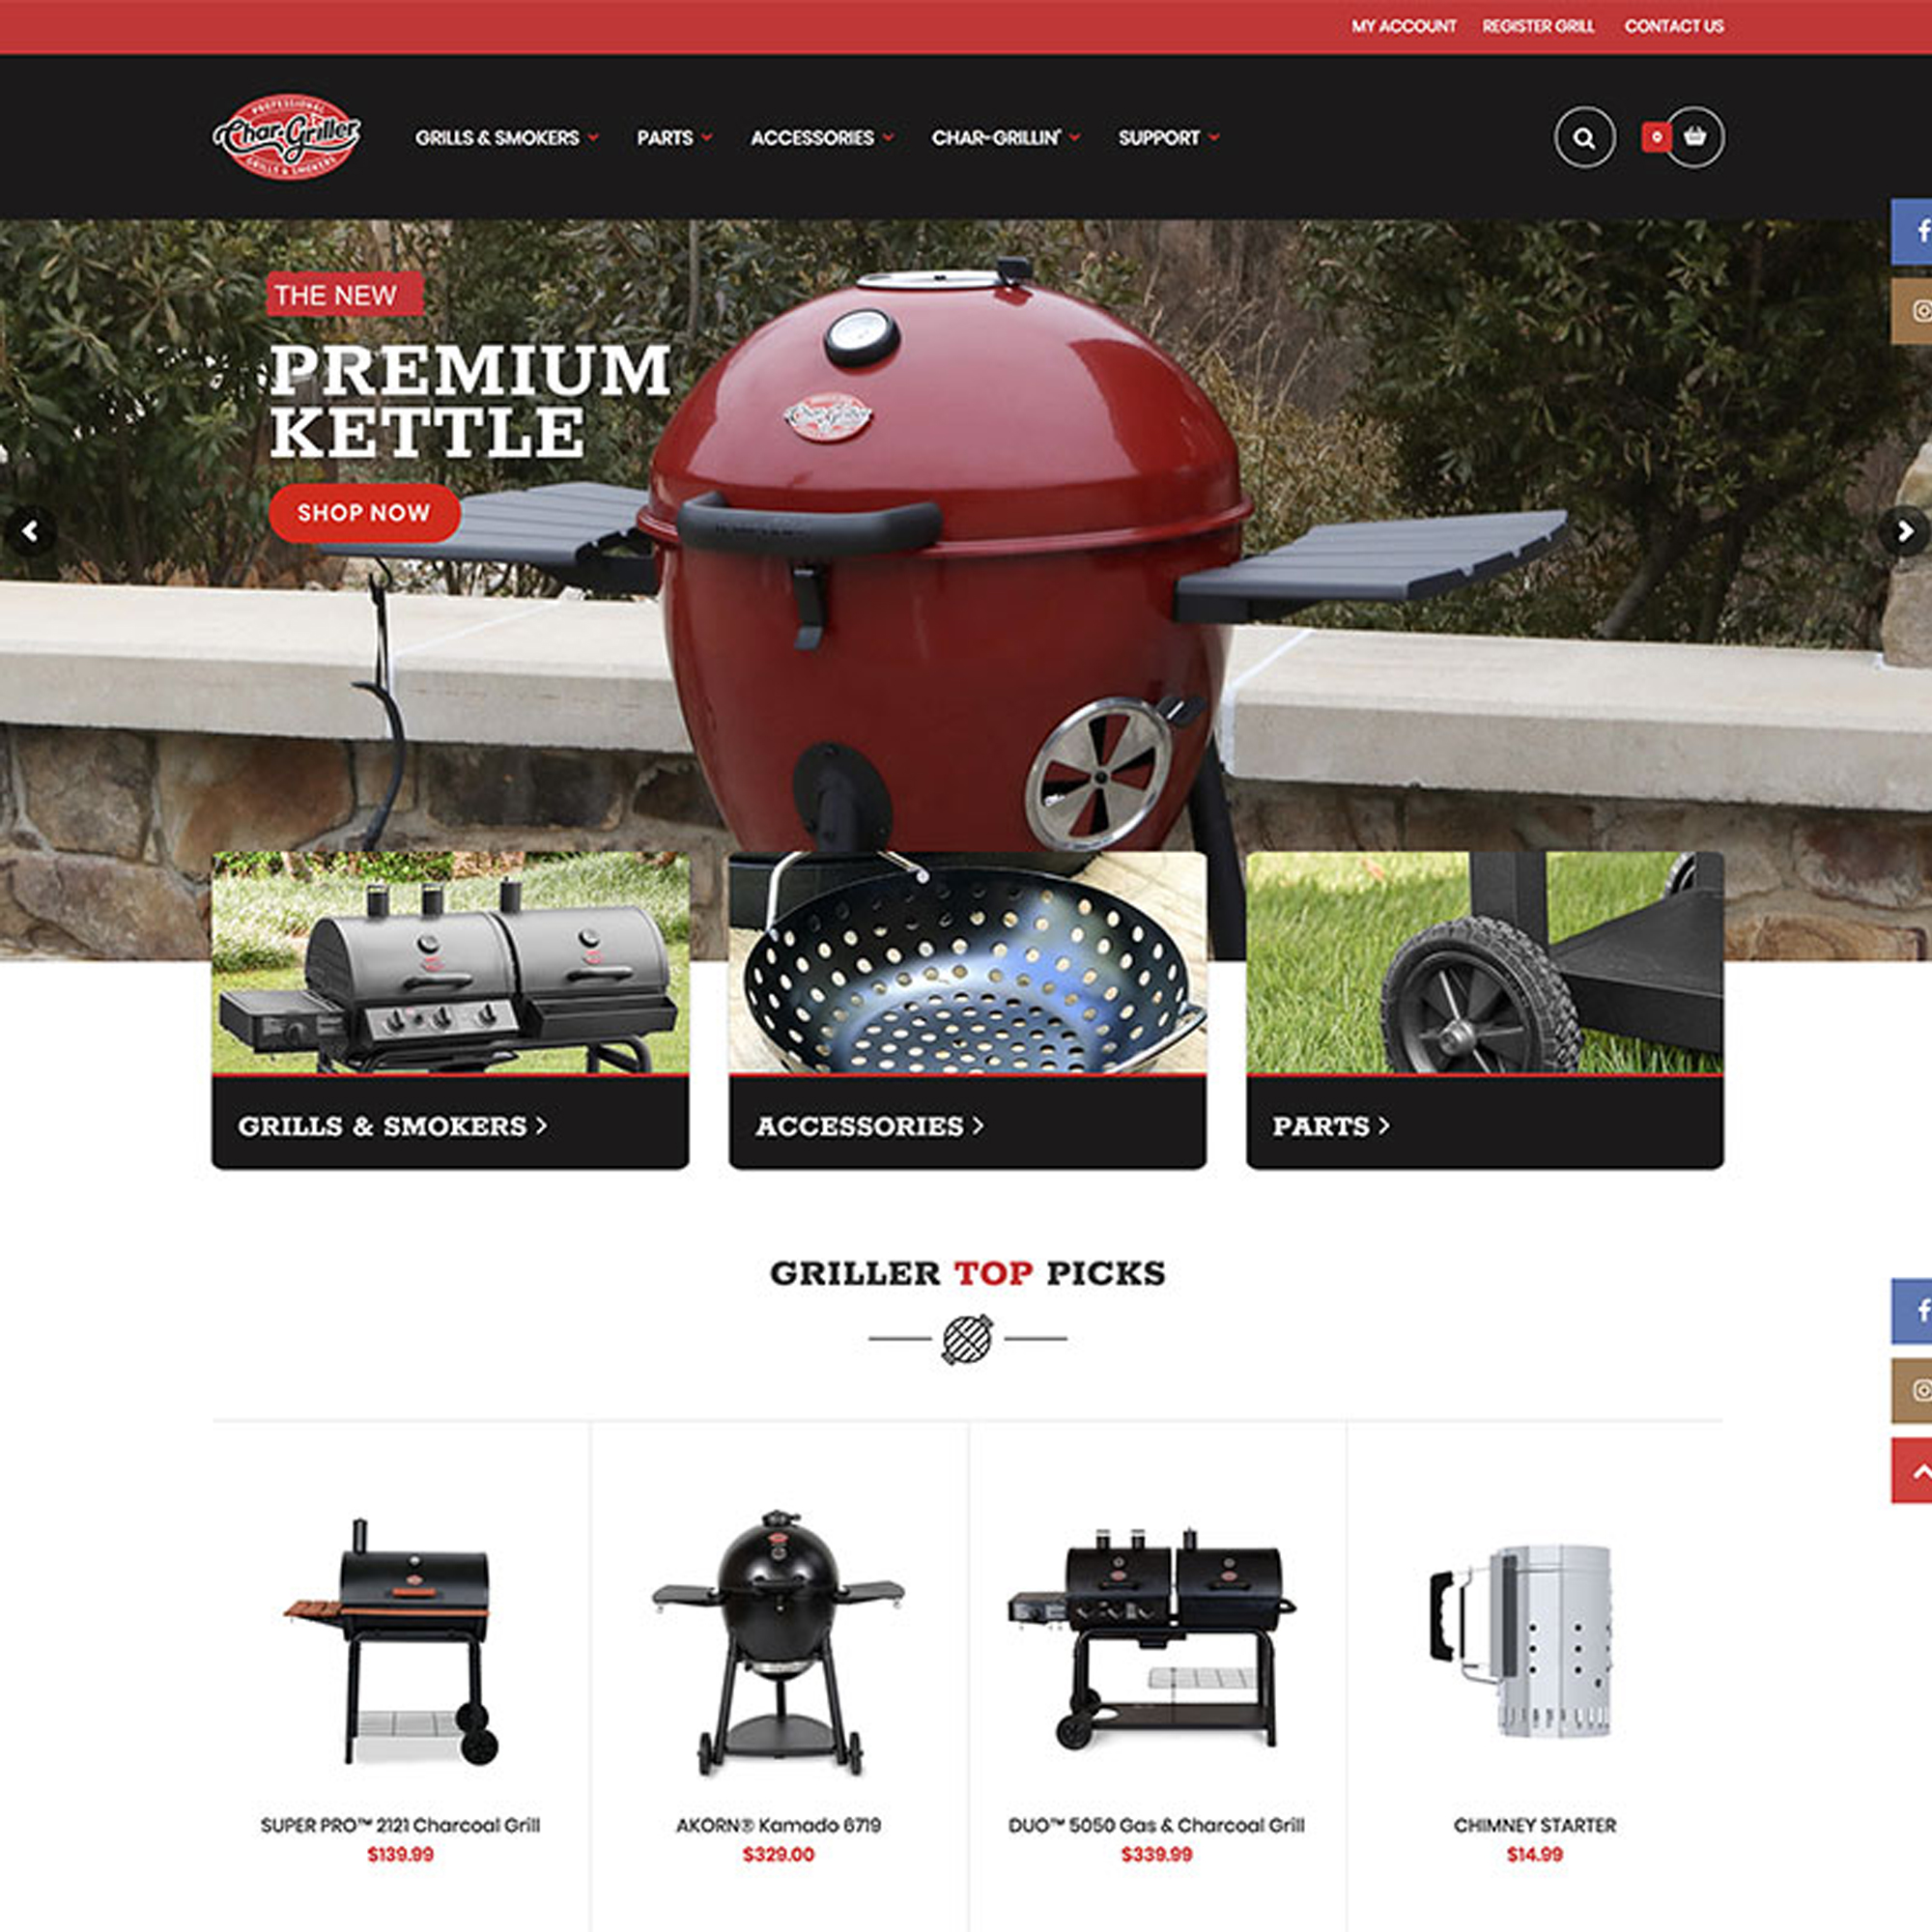 MY ACCOUNT REGISTER GRILL CONTACT US
PROFESSIONAL
Char-Griller
GRILLS & SMOKERS
GRILLS & SMOKERS PARTS ACCESSORIES CHAR-GRILLIN' SUPPORT
0
f
THE NEW
PREMIUM
KETTLE
Char-Griller
SHOP NOW
GRILLS & SMOKERS >
ACCESSORIES >
PARTS >
GRILLER TOP PICKS
f
SUPER PRO™ 2121 Charcoal Grill
$139.99
AKORN® Kamado 6719
$329.00
DUO™ 5050 Gas & Charcoal Grill
$339.99
CHIMNEY STARTER
$14.99